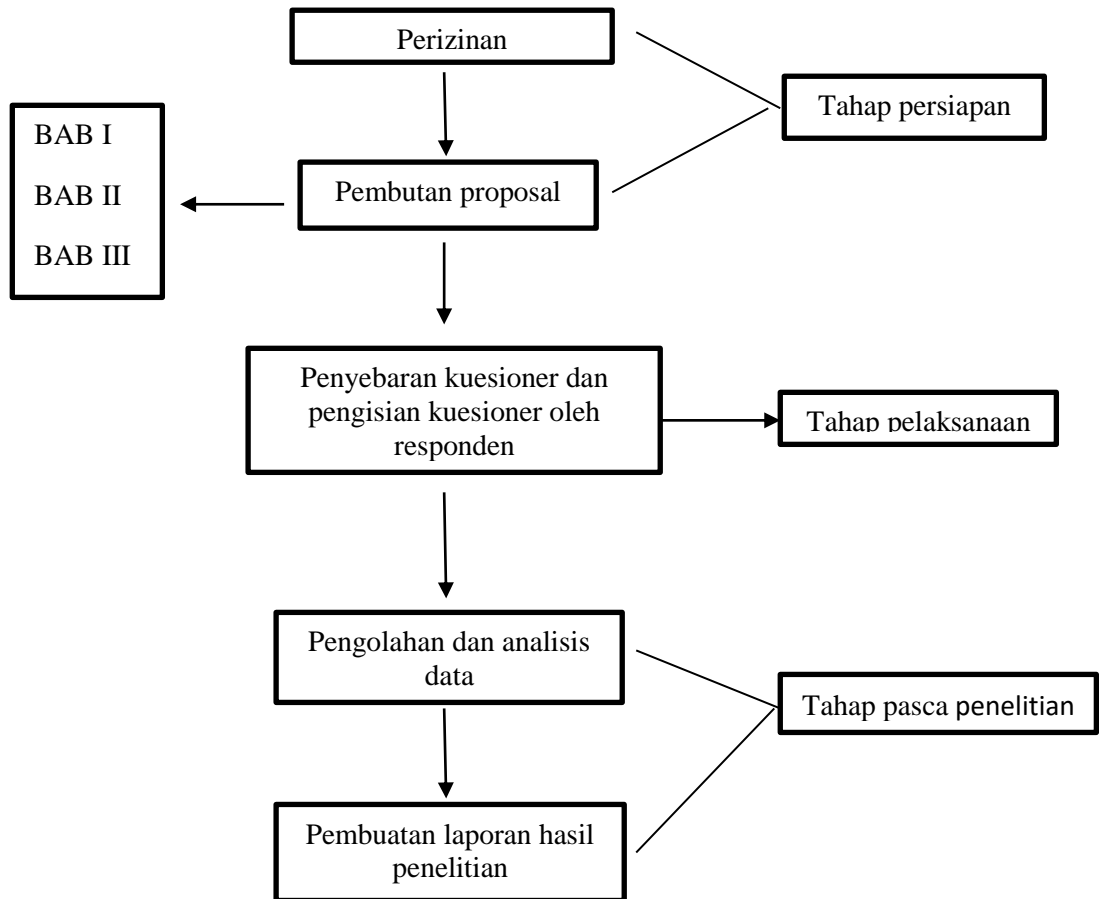 Perizinan
Tahap persiapan
BAB I
BAB II
BAB III
Pembutan proposal
Penyebaran kuesioner dan
pengisian kuesioner oleh
responden
Tahap pelaksanaan
Pengolahan dan analisis
data
Tahap pasca penelitian
Pembuatan laporan hasil
penelitian